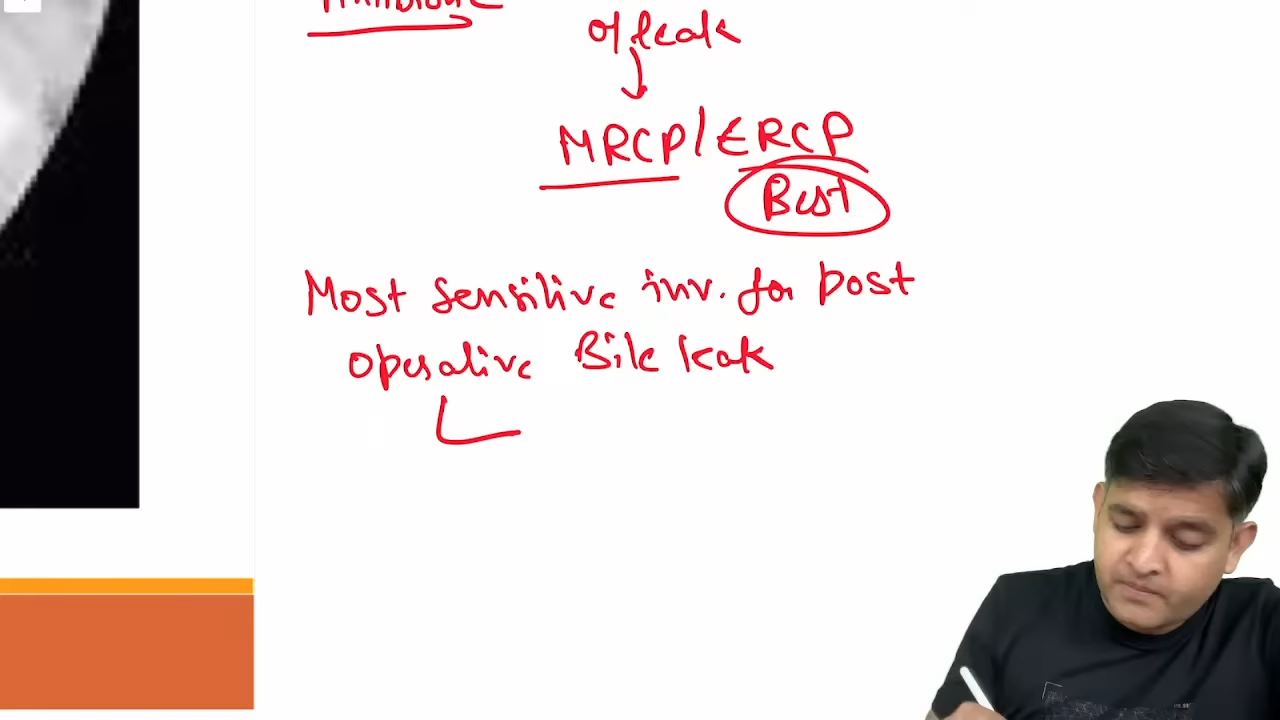 of leak
MRCP/ERCP
Best
Most sensitive inv. for post
operative Bile leak